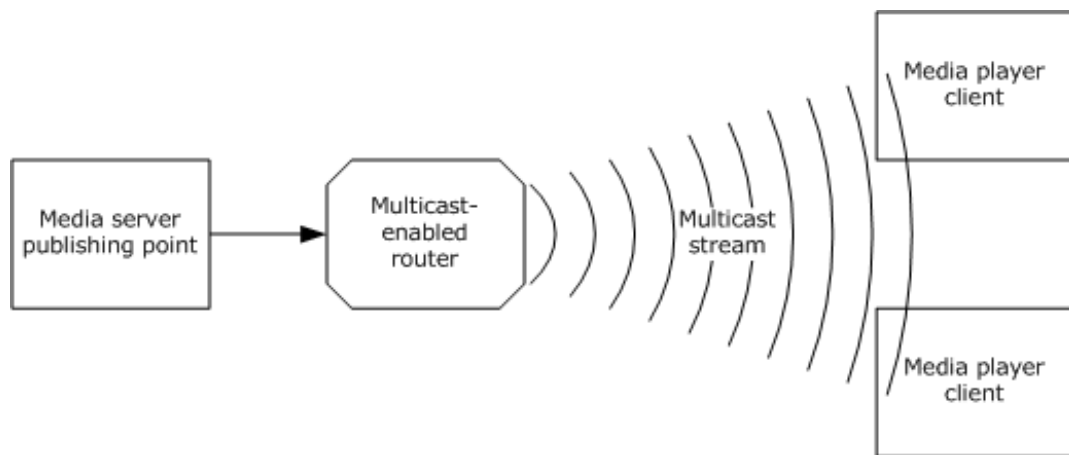 Media server
publishing point
Multicast-
enabled
router
Multicast
stream
Media player
client
Media player
client